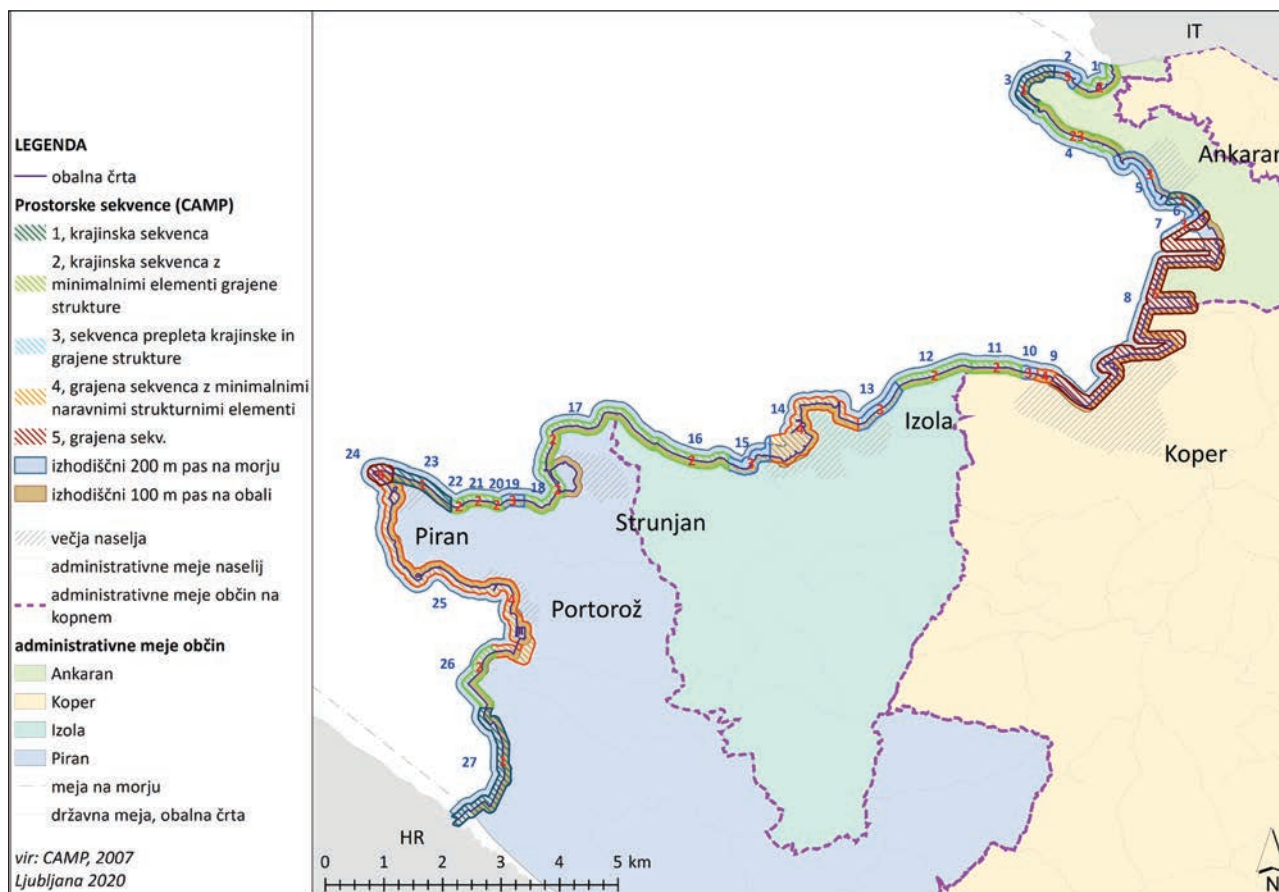 LEGENDA
obalna črta
Prostorske sekvence (CAMP)
1, krajinska sekvenca
2, krajinska sekvenca z
minimalnimi elementi grajene
strukture
3, sekvenca prepleta krajinske in
grajene strukture
4, grajena sekvenca z minimalnimi
naravnimi strukturnimi elementi
5, grajena sekv.
izhodiščni 200 m pas na morju
izhodiščni 100 m pas na obali
večja naselja
administrativne meje naselij
administrativne meje občin na
kopnem
administrativne meje občin
Ankaran
Koper
Izola
Piran
meja na morju
državna meja, obalna črta
vir: CAMP, 2007
Ljubljana 2020
IT
2
1
3
23
4
Ankaran
5
6
7
8
12
11
10
9
13
14
Izola
Koper
17
16
15
24
23
22
21
20
19
18
Strunjan
Piran
25
Portorož
26
27
HR
0 1 2 3 4 5 km
N